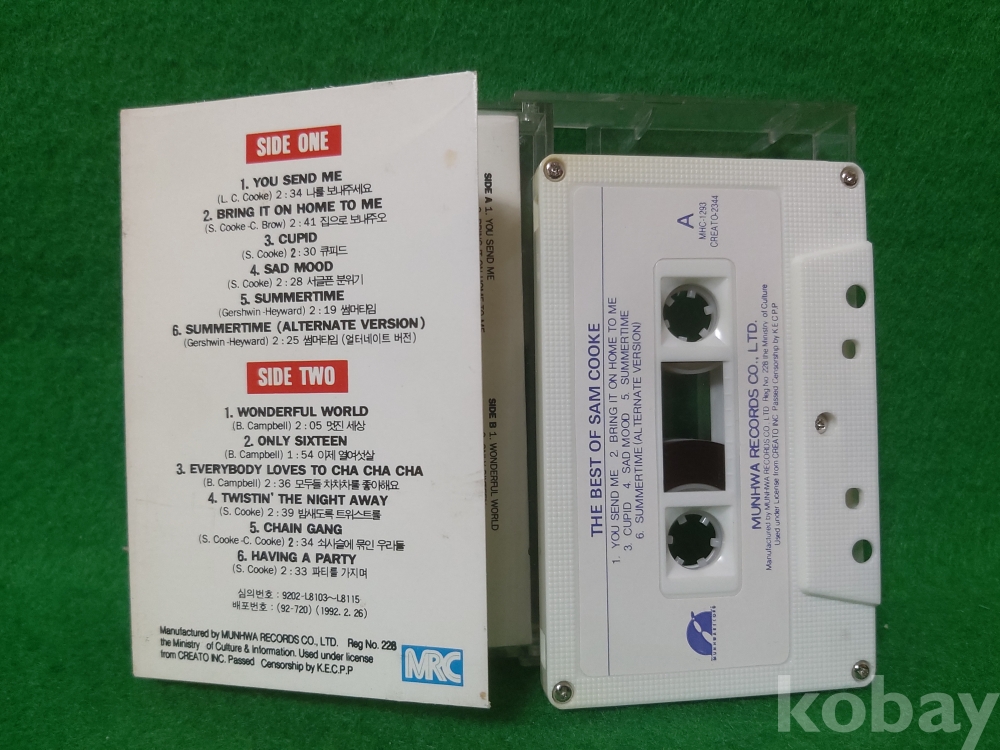 SIDE ONE
1. YOU SEND ME
(L. C. Cooke) 2 : 34 나를 보내주세요
2. BRING IT ON HOME TO ME
(S. Cooke-C. Brow) 2 : 41 집으로 보내주오
3. CUPID
(S. Cooke) 2 : 30 큐피드
4. SAD MOOD
(S. Cooke) 2 : 28 서글픈 분위기
5. SUMMERTIME
(Gershwin-Heyward) 2 : 19 썸머타임
6. SUMMERTIME (ALTERNATE VERSION)
(Gershwin-Heyward) 2 : 25 썸머타임 (얼터네이트 버전)
SIDE TWO
1. WONDERFUL WORLD
(B. Campbell) 2 : 05 멋진 세상
2. ONLY SIXTEEN
(B. Campbell) 1 : 54 이제 열여섯살
3. EVERYBODY LOVES TO CHA CHA CHA
(B. Campbell) 2 : 36 모두들 차차차를 좋아해요
4. TWISTIN' THE NIGHT AWAY
(S. Cooke) 2 : 39 밤새도록 트위스트를
5. CHAIN GANG
(S. Cooke-C. Cooke) 2 : 34 쇠사슬에 묶인 우리들
6. HAVING A PARTY
(S. Cooke) 2 : 33 파티를 가지며
심의번호 : 9202-L8103~L8115
배포번호 : (92-720) (1992. 2. 26)
Manufactured by MUNHWA RECORDS CO., LTD. Reg No. 228
the Ministry of Culture & Information. Used under license
from CREATO INC. Passed Censorship by K.E.C.P.P
MRC
SIDE A 1. YOU SEND ME
SIDE B 1. WONDERFUL WORLD
A
MHC-1293
CREATO-2344
THE BEST OF SAM COOKE
1. YOU SEND ME 2. BRING IT ON HOME TO ME
3. CUPID 4. SAD MOOD 5. SUMMERTIME
6. SUMMERTIME (ALTERNATE VERSION)
MUNHWA RECORDS CO., LTD.
Manufactured by MUNHWA RECORDS CO., LTD Reg No. 228 the Ministry of Culture
Used under License from CREATO INC. Passed Censorship by K.E.C.P.P
kobay